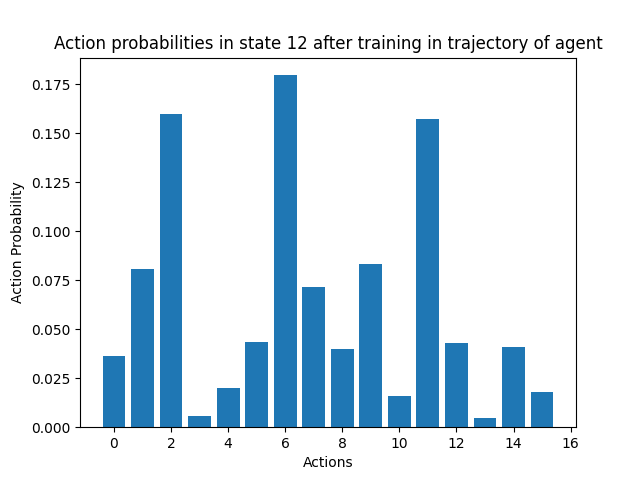 Action probabilities in state 12 after training in trajectory of agent
0.175
0.150
0.125
0.100
0.075
0.050
0.025
0.000
Action Probability
0 2 4 6 8 10 12 14 16
Actions